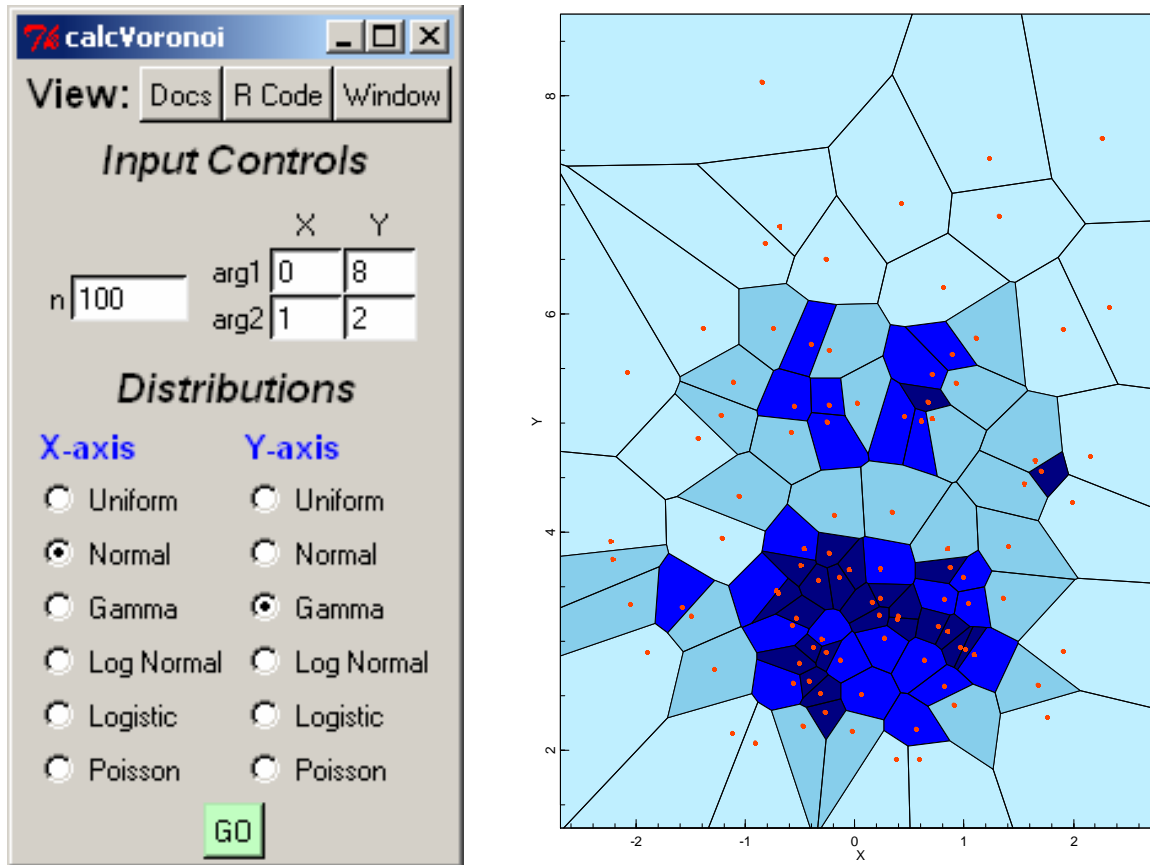 calcVoronoi
View: Docs R Code Window
Input Controls
X Y
n 100
arg1 0 8
arg2 1 2
Distributions
X-axis Y-axis
Uniform Uniform
Normal Normal
Gamma Gamma
Log Normal Log Normal
Logistic Logistic
Poisson Poisson
GO
8
6
Y
4
2
-2 -1 0 1 2
X